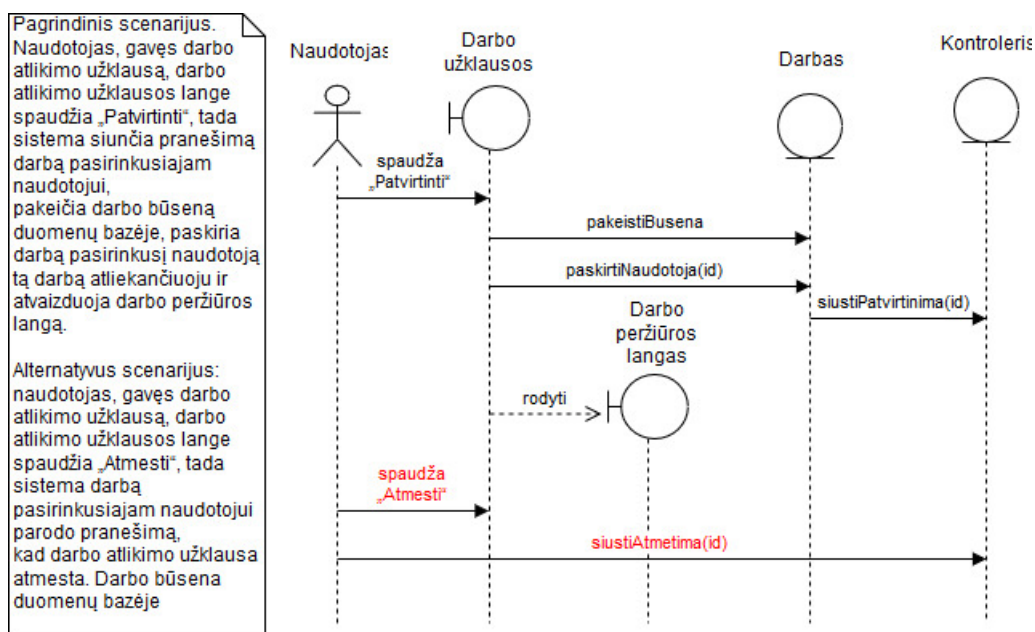 Pagrindinis scenarijus.
Naudotojas, gavęs darbo
atlikimo užklausą, darbo
atlikimo užklausos lange
spaudžia „Patvirtinti“, tada
sistema siunčia pranešimą
darbą pasirinkusiajam
naudotojui,
pakeičia darbo būseną
duomenų bazėje, paskiria
darbą pasirinkusį naudotoją
tą darbą atliekančiuoju ir
atvaizduoja darbo peržiūros
langą.
Alternatyvus scenarijus:
naudotojas, gavęs darbo
atlikimo užklausą, darbo
atlikimo užklausos lange
spaudžia „Atmesti“, tada
sistema darbą
pasirinkusiajam naudotojui
parodo pranešimą,
kad darbo atlikimo užklausa
atmesta. Darbo būsena
duomenų bazėje
Naudotojas
Darbo
užklausos
Darbas
Kontroleris
spaudža
„Patvirtinti“
pakeistiBusena
paskirtiNaudotoja(id)
siustiPatvirtinima(id)
Darbo
peržiūros
langas
rodyti
spaudža
„Atmesti“
siustiAtmetima(id)